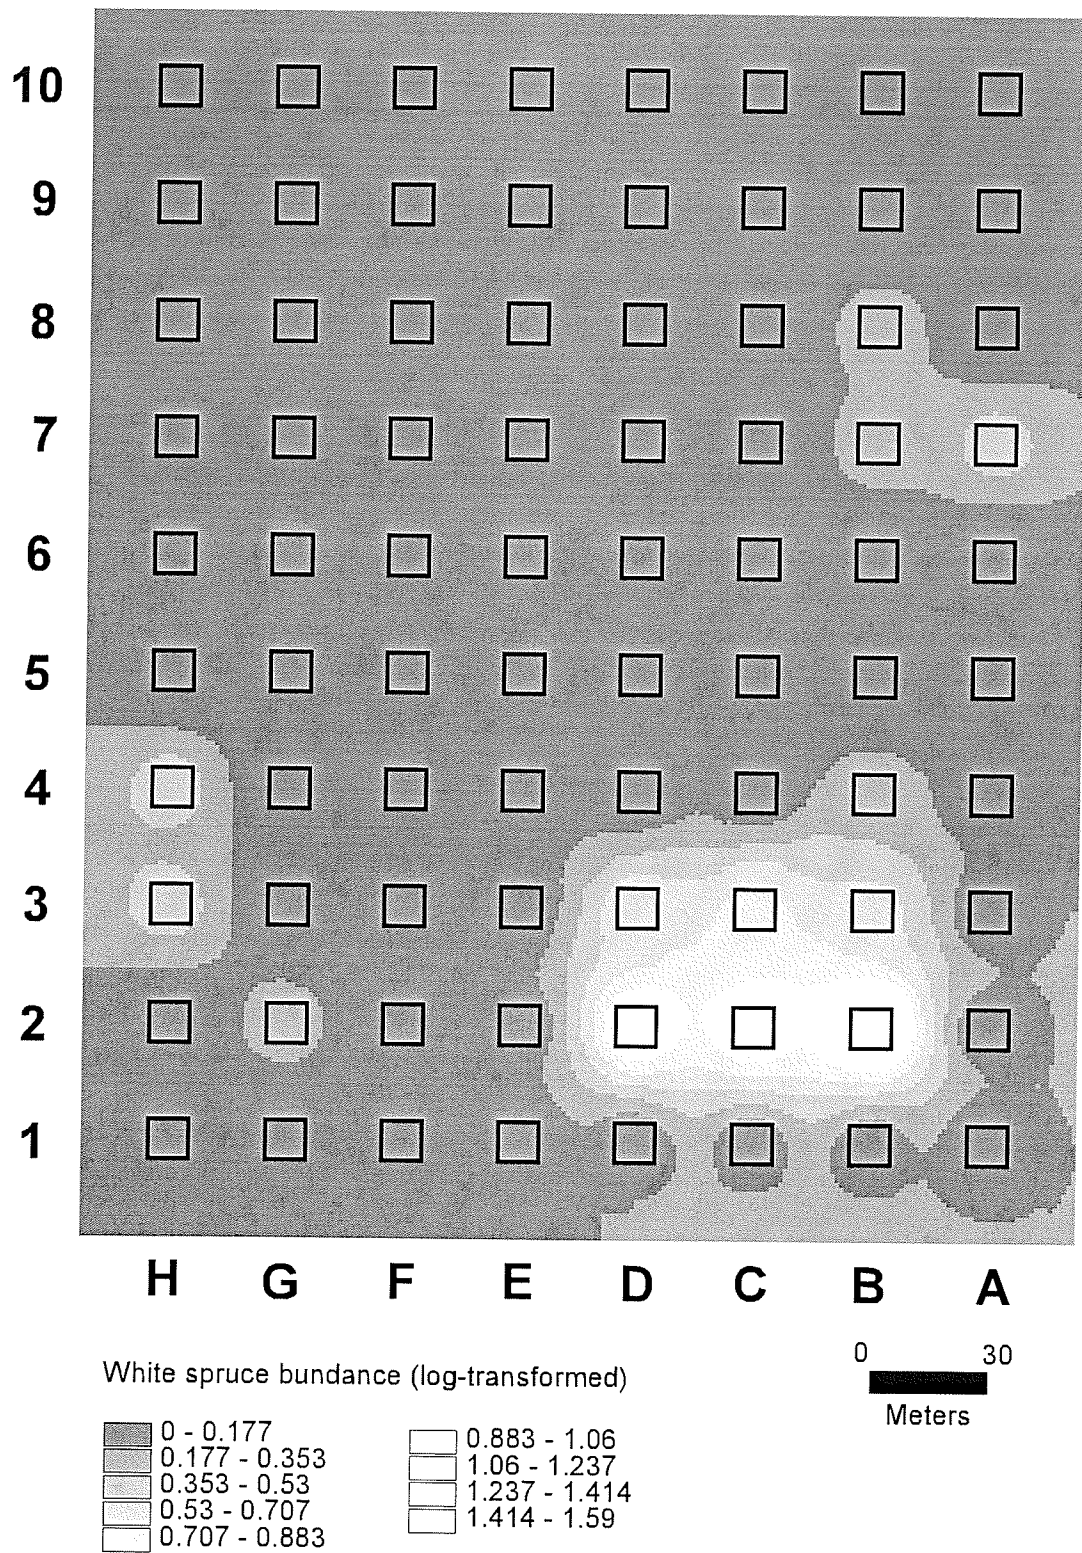 10
9
8
7
6
5
4
3
2
1
H G F E D C B A
0 30
Meters
White spruce bundance (log-transformed)
0 - 0.177
0.177 - 0.353
0.353 - 0.53
0.53 - 0.707
0.707 - 0.883
0.883 - 1.06
1.06 - 1.237
1.237 - 1.414
1.414 - 1.59